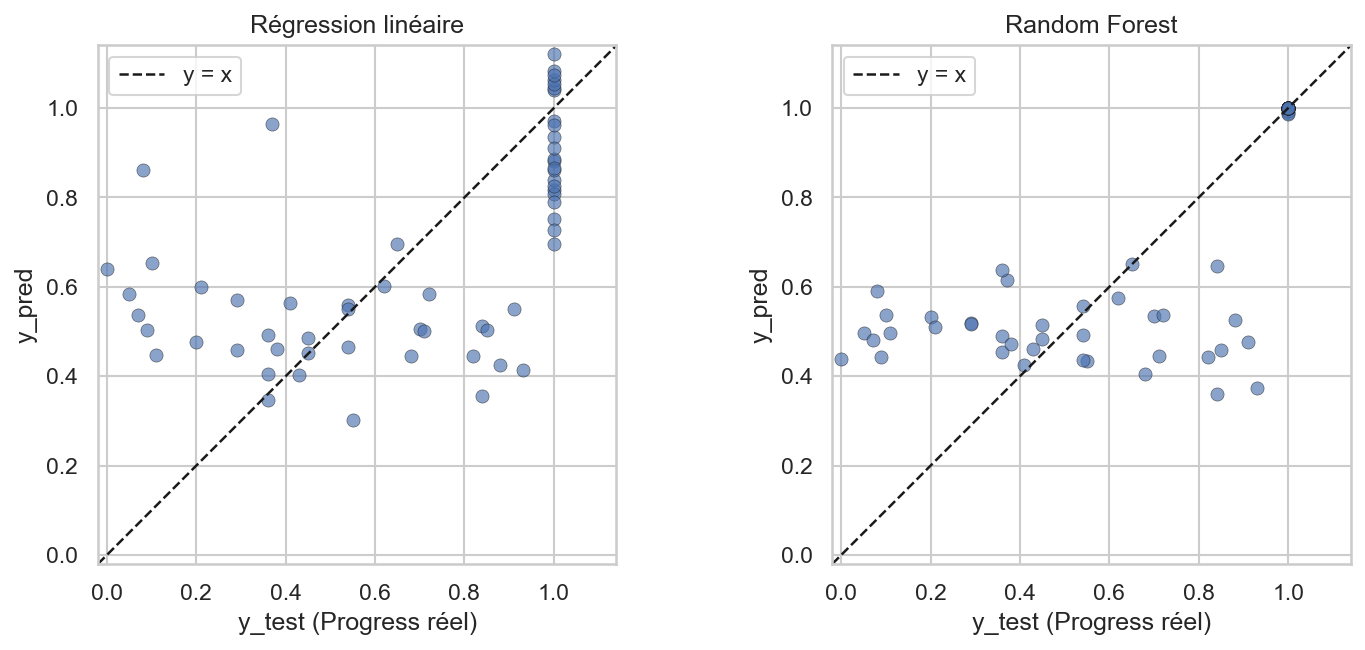 Régression linéaire
y = x
y_pred
1.0
0.8
0.6
0.4
0.2
0.0
0.0 0.2 0.4 0.6 0.8 1.0
y_test (Progress réel)
Random Forest
y = x
y_pred
1.0
0.8
0.6
0.4
0.2
0.0
0.0 0.2 0.4 0.6 0.8 1.0
y_test (Progress réel)